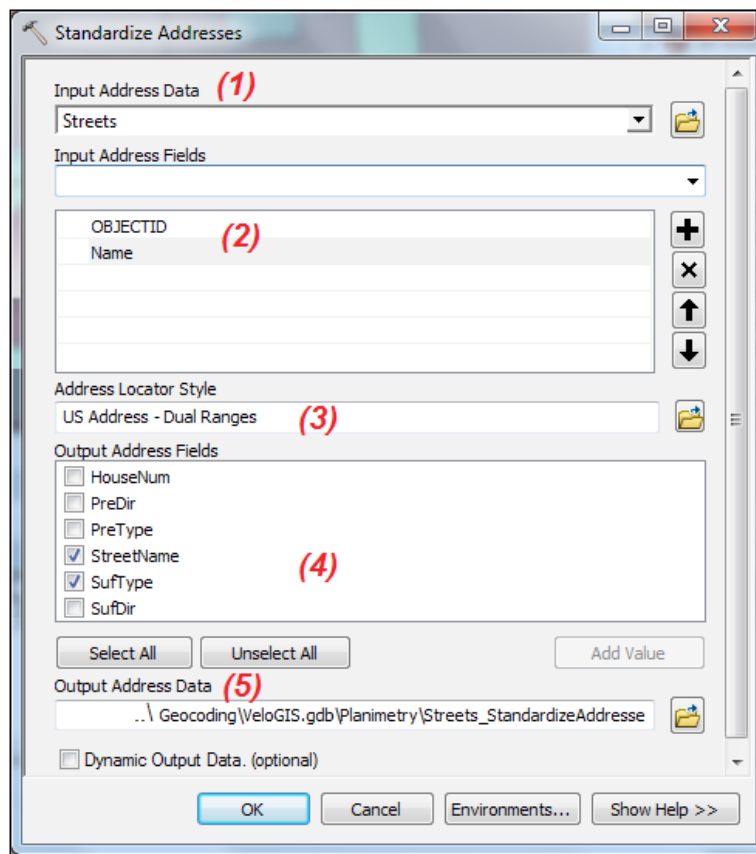 Standardize Addresses
Input Address Data (1)
Streets
Input Address Fields
OBJECTID
(2)
Name
Address Locator Style
US Address - Dual Ranges (3)
Output Address Fields
HouseNum
PreDir
PreType
StreetName
(4)
SufType
SufDir
Select All Unselect All Add Value
Output Address Data (5)
..\ Geocoding\VeloGIS.gdb\Planimetry\Streets_StandardizeAddresse
Dynamic Output Data. (optional)
OK Cancel Environments... Show Help >>